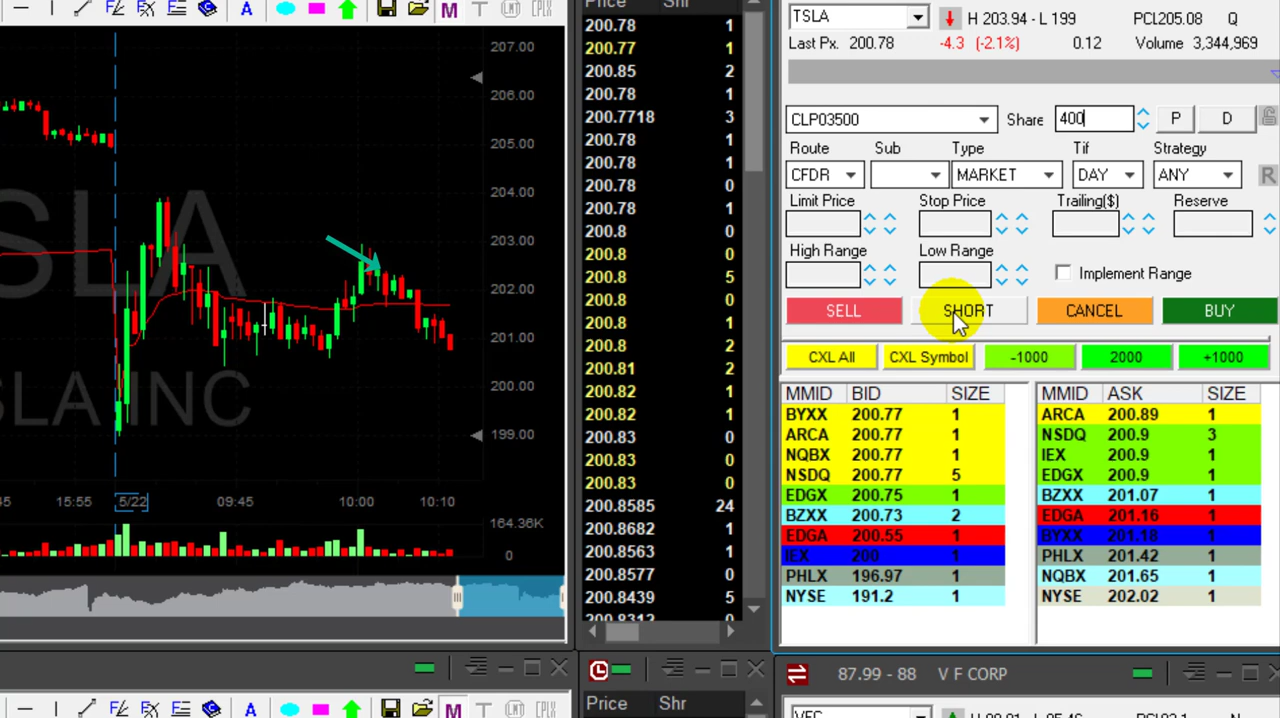 A M T
207.00
206.00
205.00
204.00
203.00
202.00
201.00
200.00
199.00
TSLA
TESLA INC
15:55 5/22 09:45 10:00 10:10
164.36K
0
Price Shr
200.78 1
200.77 1
200.85 2
200.7718 3
200.78 1
200.78 1
200.78 0
200.78 1
200.8 0
200.8 0
200.8 5
200.8 0
200.8 1
200.8 2
200.81 2
200.82 1
200.82 1
200.83 0
200.83 0
200.83 0
200.8585 24
200.8682 1
200.8563 1
200.8577 0
200.8439 5
200.8312 0
TSLA H 203.94 - L 199 PCL205.08 Q
Last Px. 200.78 -4.3 (-2.1%) 0.12 Volume 3,344,969
CLP03500 Share 400 P D
Route Sub Type Tif Strategy
CFDR MARKET DAY ANY R
Limit Price Stop Price Trailing($) Reserve
High Range Low Range
Implement Range
SELL SHORT CANCEL BUY
CXL All CXL Symbol -1000 2000 +1000
MMID BID SIZE MMID ASK SIZE
BYXX 200.77 1 ARCA 200.89 1
ARCA 200.77 1 NSDQ 200.9 3
NQBX 200.77 1 IEX 200.9 1
NSDQ 200.77 5 EDGX 200.9 1
EDGX 200.75 1 BZXX 201.07 1
BZXX 200.73 2 EDGA 201.16 1
EDGA 200.55 1 BYXX 201.18 1
IEX 200 1 PHLX 201.42 1
PHLX 196.97 1 NQBX 201.65 1
NYSE 191.2 1 NYSE 202.02 1
87.99 - 88 V F CORP
A M T
Price Shr
VFC